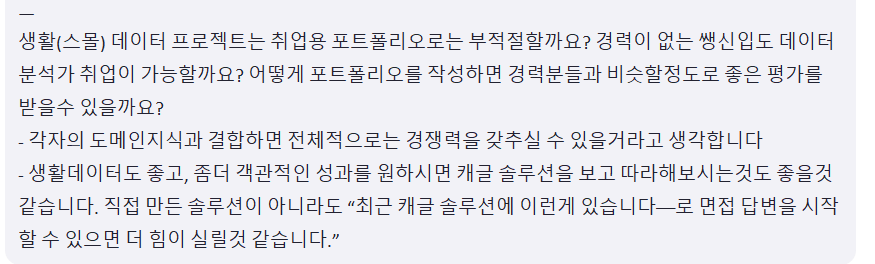 —
생활(스몰) 데이터 프로젝트는 취업용 포트폴리오로는 부적절할까요? 경력이 없는 쌩신입도 데이터
분석가 취업이 가능할까요? 어떻게 포트폴리오를 작성하면 경력분들과 비슷할정도로 좋은 평가를
받을수 있을까요?
- 각자의 도메인지식과 결합하면 전체적으로는 경쟁력을 갖추실 수 있을거라고 생각합니다
- 생활데이터도 좋고, 좀더 객관적인 성과를 원하시면 캐글 솔루션을 보고 따라해보시는것도 좋을것
같습니다. 직접 만든 솔루션이 아니라도 “최근 캐글 솔루션에 이런게 있습니다—로 면접 답변을 시작
할 수 있으면 더 힘이 실릴것 같습니다.”